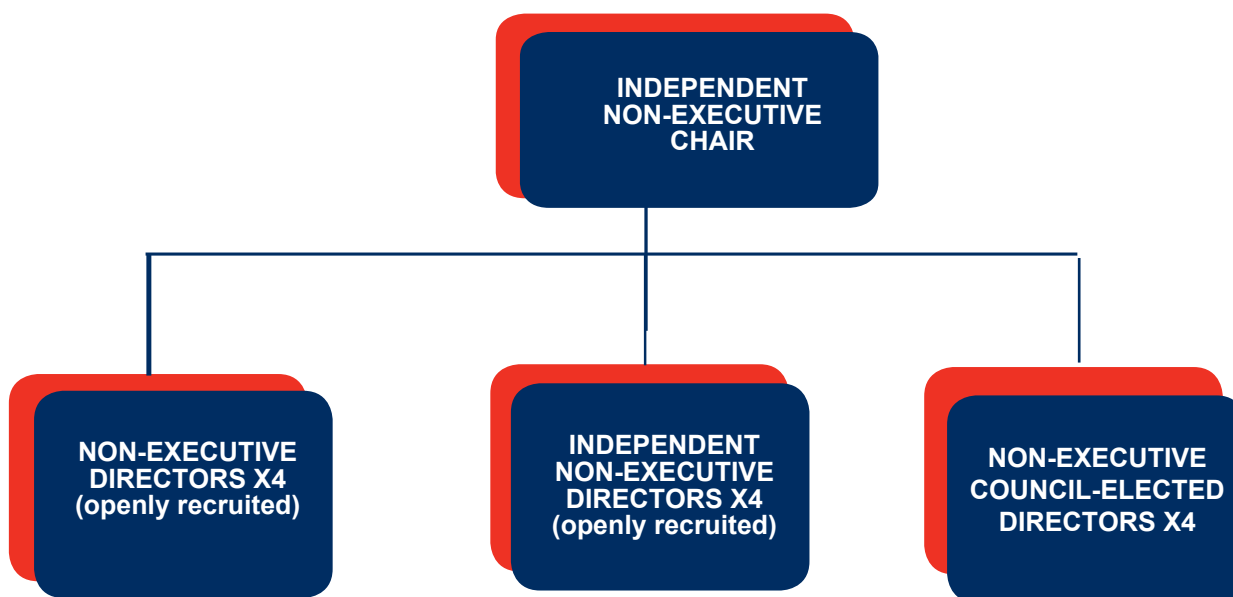 INDEPENDENT
NON-EXECUTIVE
CHAIR
NON-EXECUTIVE
DIRECTORS X4
(openly recruited)
INDEPENDENT
NON-EXECUTIVE
DIRECTORS X4
(openly recruited)
NON-EXECUTIVE
COUNCIL-ELECTED
DIRECTORS X4